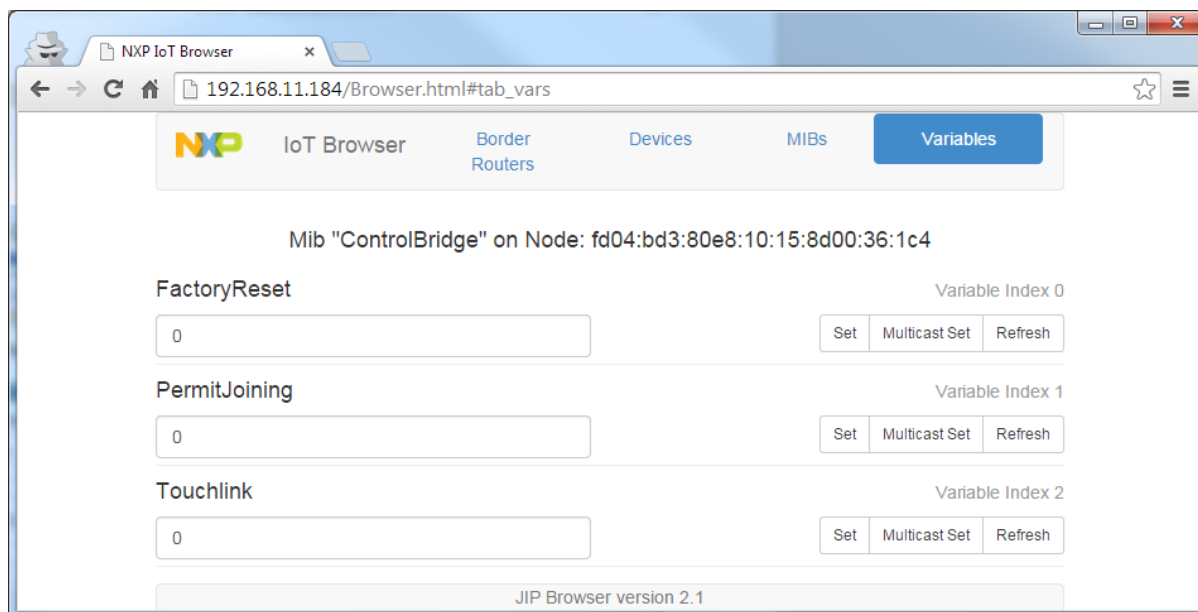 NXP IoT Browser
192.168.11.184/Browser.html#tab_vars
NXP IoT Browser Border Routers Devices MIBs Variables
Mib "ControlBridge" on Node: fd04:bd3:80e8:10:15:8d00:36:1c4
FactoryReset Variable Index 0
0 Set Multicast Set Refresh
PermitJoining Variable Index 1
0 Set Multicast Set Refresh
Touchlink Variable Index 2
0 Set Multicast Set Refresh
JIP Browser version 2.1